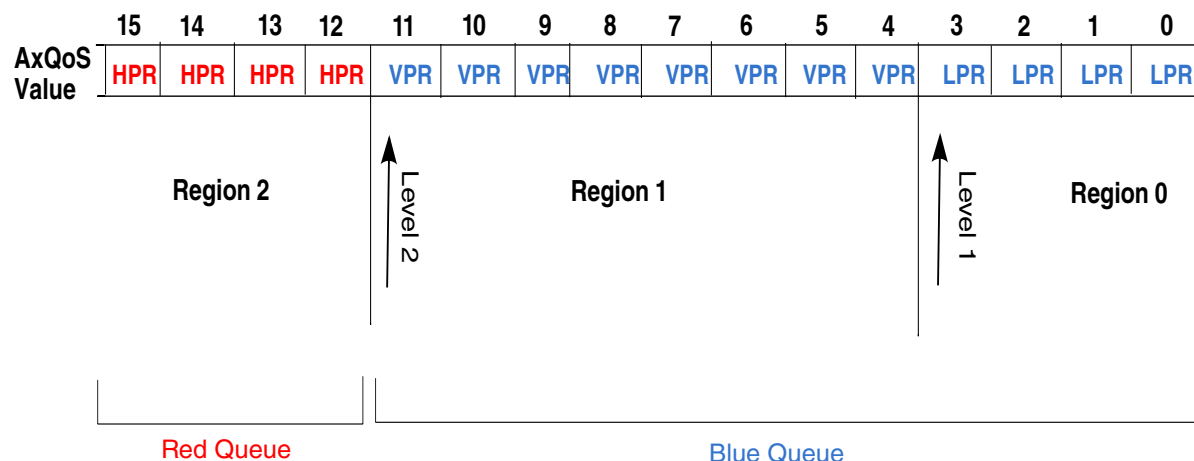 15 14 13 12 11 10 9 8 7 6 5 4 3 2 1 0
AxQoS Value
HPR HPR HPR HPR VPR VPR VPR VPR VPR VPR VPR VPR LPR LPR LPR LPR
Region 2
Level 2
Region 1
Level 1
Region 0
Red Queue
Blue Queue